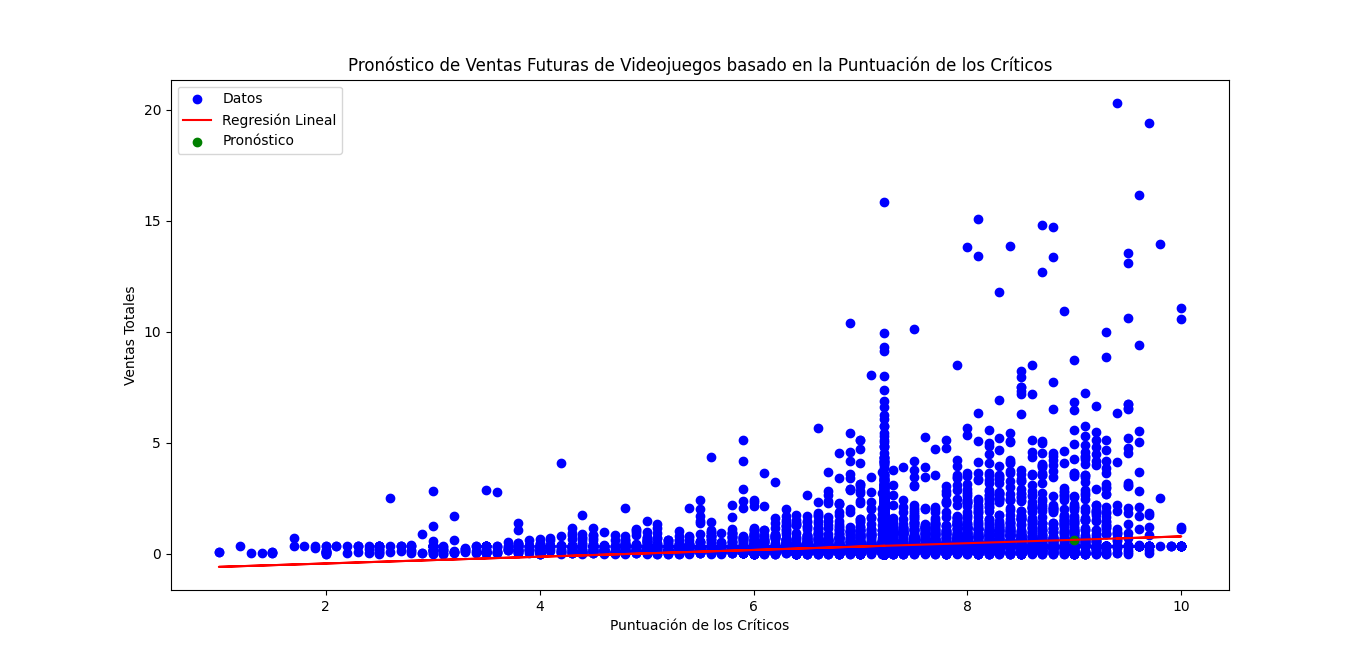 Pronóstico de Ventas Futuras de Videojuegos basado en la Puntuación de los Críticos
Datos
Regresión Lineal
Pronóstico
20
15
10
5
0
Ventas Totales
2 4 6 8 10
Puntuación de los Críticos